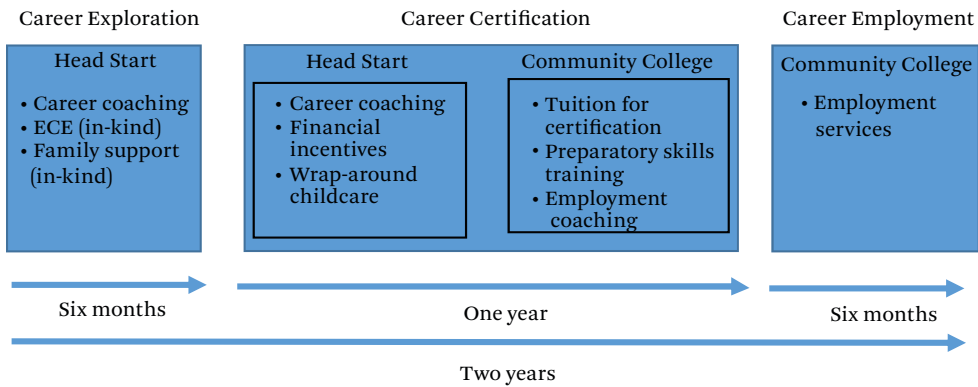 Career Exploration
Career Certification
Career Employment
Head Start
• Career coaching
• ECE (in-kind)
• Family support
(in-kind)
Head Start
• Career coaching
• Financial
incentives
• Wrap-around
childcare
Community College
• Tuition for
certification
• Preparatory skills
training
• Employment
coaching
Community College
• Employment
services
Six months
One year
Six months
Two years